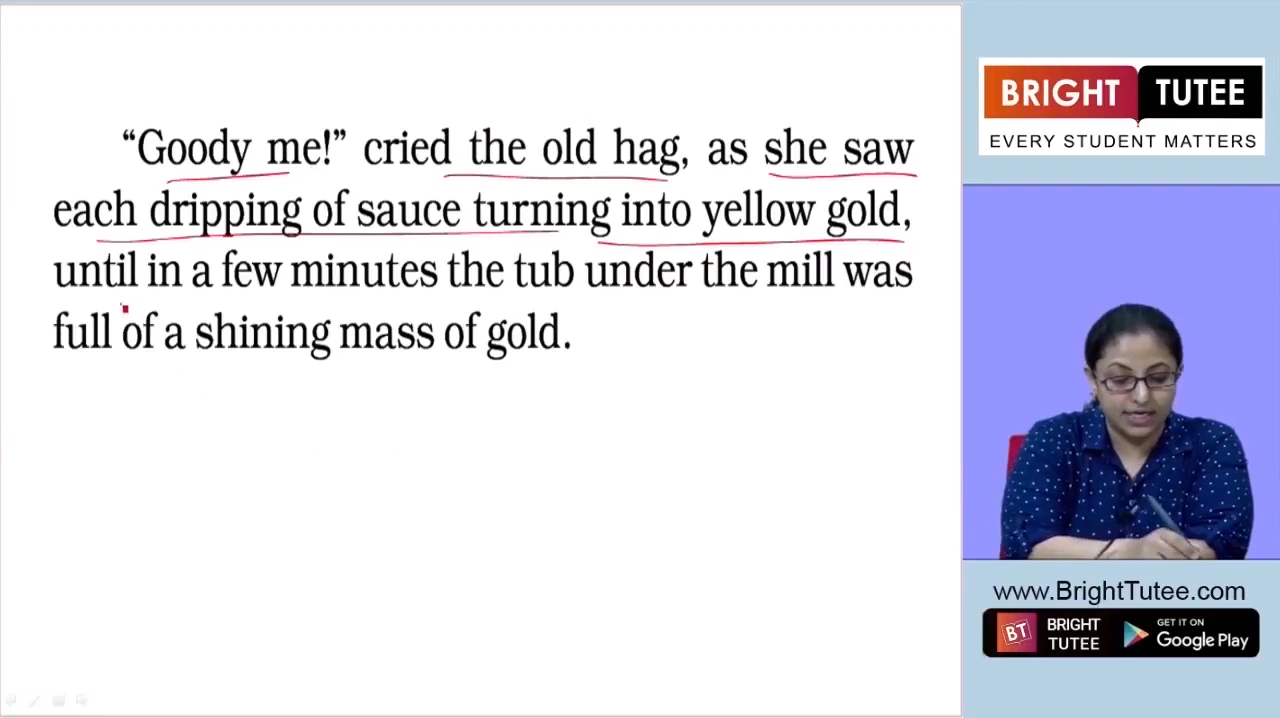 “Goody me!” cried the old hag, as she saw
each dripping of sauce turning into yellow gold,
until in a few minutes the tub under the mill was
full of a shining mass of gold.
BRIGHT TUTEE
EVERY STUDENT MATTERS
www.BrightTutee.com
BT
BRIGHT
TUTEE
GET IT ON
Google Play